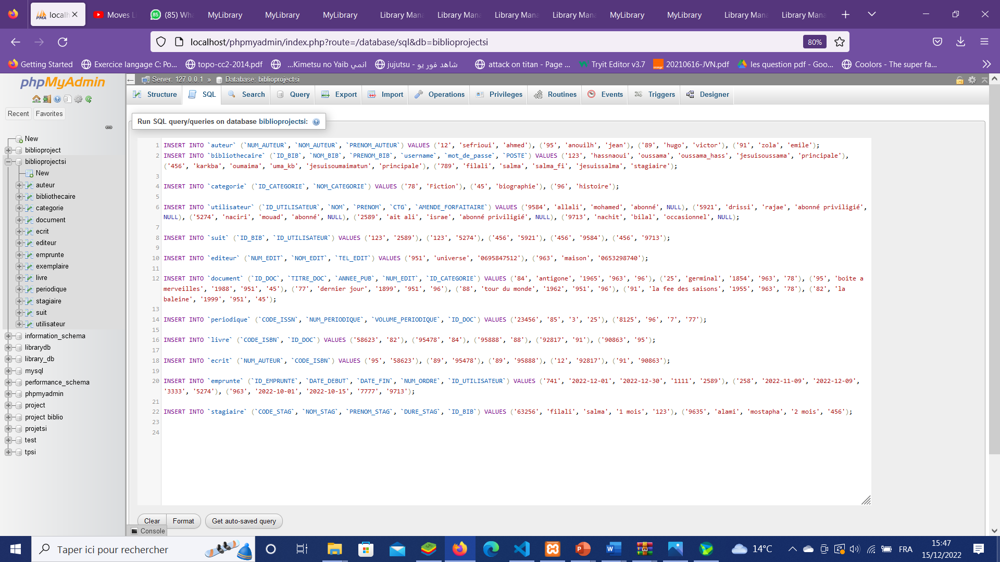 localh
Moves L
(85) Wha
MyLibrary
MyLibrary
MyLibrary
Library Mana
Library Mana
Library Mana
Library Mana
MyLibrary
MyLibrary
Library Mana
Library Mana
localhost/phpmyadmin/index.php?route=/database/sql&db=biblioprojectsi
80%
Getting Started
Exercice langage C: Po...
topo-cc2-2014.pdf
انمي Kimetsu no Yaib...
شاهد فور يو - jujutsu
attack on titan - Page ...
Tryit Editor v3.7
20210616-JVN.pdf
les question pdf - Goo...
Coolors - The super fa...
phpMyAdmin
Server: 127.0.0.1 » Database: biblioprojectsi
Structure
SQL
Search
Query
Export
Import
Operations
Privileges
Routines
Events
Triggers
Designer
Recent
Favorites
New
biblioproject
biblioprojectsi
New
auteur
bibliothecaire
categorie
document
ecrit
editeur
emprunte
exemplaire
livre
periodique
stagiaire
suit
utilisateur
information_schema
librarydb
library_db
mysql
performance_schema
phpmyadmin
project
project biblio
projetsi
test
tpsi
Run SQL query/queries on database biblioprojectsi:
1 INSERT INTO `auteur` (`NUM_AUTEUR`, `NOM_AUTEUR`, `PRENOM_AUTEUR`) VALUES ('12', 'sefrioui', 'ahmed'), ('95', 'anouilh', 'jean'), ('89', 'hugo', 'victor'), ('91', 'zola', 'emile');
2 INSERT INTO `bibliothecaire` (`ID_BIB`, `NOM_BIB`, `PRENOM_BIB`, `username`, `mot_de_passe`, `POSTE`) VALUES ('123', 'hassnaoui', 'oussama', 'oussama_hass', 'jesuisoussama', 'principale'),
('456', 'karkba', 'oumaima', 'uma_kb', 'jesuisoumaimatun', 'principale'), ('789', 'filali', 'salma', 'salma_fi', 'jesuissalma', 'stagiaire');
3
4 INSERT INTO `categorie` (`ID_CATEGORIE`, `NOM_CATEGORIE`) VALUES ('78', 'Fiction'), ('45', 'biographie'), ('96', 'histoire');
5
6 INSERT INTO `utilisateur` (`ID_UTILISATEUR`, `NOM`, `PRENOM`, `CTG`, `AMENDE_FORFAITAIRE`) VALUES ('9584', 'allali', 'mohamed', 'abonné', NULL), ('5921', 'drissi', 'rajae', 'abonné priviligié',
NULL), ('5274', 'naciri', 'mouad', 'abonné', NULL), ('2589', 'ait ali', 'israe', 'abonné priviligié', NULL), ('9713', 'nachit', 'bilal', 'occasionnel', NULL);
7
8 INSERT INTO `suit` (`ID_BIB`, `ID_UTILISATEUR`) VALUES ('123', '2589'), ('123', '5274'), ('456', '5921'), ('456', '9584'), ('456', '9713');
9
10 INSERT INTO `editeur` (`NUM_EDIT`, `NOM_EDIT`, `TEL_EDIT`) VALUES ('951', 'universe', '0695847512'), ('963', 'maison', '0653298740');
11
12 INSERT INTO `document` (`ID_DOC`, `TITRE_DOC`, `ANNEE_PUB`, `NUM_EDIT`, `ID_CATEGORIE`) VALUES ('84', 'antigone', '1965', '963', '96'), ('25', 'germinal', '1854', '963', '78'), ('95', 'boite a
merveilles', '1988', '951', '45'), ('77', 'dernier jour', '1899', '951', '96'), ('88', 'tour du monde', '1962', '951', '96'), ('91', 'la fee des saisons', '1955', '963', '78'), ('82', 'la
baleine', '1999', '951', '45');
13
14 INSERT INTO `periodique` (`CODE_ISSN`, `NUM_PERIODIQUE`, `VOLUME_PERIODIQUE`, `ID_DOC`) VALUES ('23456', '85', '3', '25'), ('8125', '96', '7', '77');
15
16 INSERT INTO `livre` (`CODE_ISBN`, `ID_DOC`) VALUES ('58623', '82'), ('95478', '84'), ('95888', '88'), ('92817', '91'), ('90863', '95');
17
18 INSERT INTO `ecrit` (`NUM_AUTEUR`, `CODE_ISBN`) VALUES ('95', '58623'), ('89', '95478'), ('89', '95888'), ('12', '92817'), ('91', '90863');
19
20 INSERT INTO `emprunte` (`ID_EMPRUNTE`, `DATE_DEBUT`, `DATE_FIN`, `NUM_ORDRE`, `ID_UTILISATEUR`) VALUES ('741', '2022-12-01', '2022-12-30', '1111', '2589'), ('258', '2022-11-09', '2022-12-09',
'3333', '5274'), ('963', '2022-10-01', '2022-10-15', '7777', '9713');
21
22 INSERT INTO `stagiaire` (`CODE_STAG`, `NOM_STAG`, `PRENOM_STAG`, `DURE_STAG`, `ID_BIB`) VALUES ('63256', 'filali', 'salma', '1 mois', '123'), ('9635', 'alami', 'mostapha', '2 mois', '456');
23
24
Clear
Format
Get auto-saved query
Console
Taper ici pour rechercher
14°C
FRA
15:47
15/12/2022